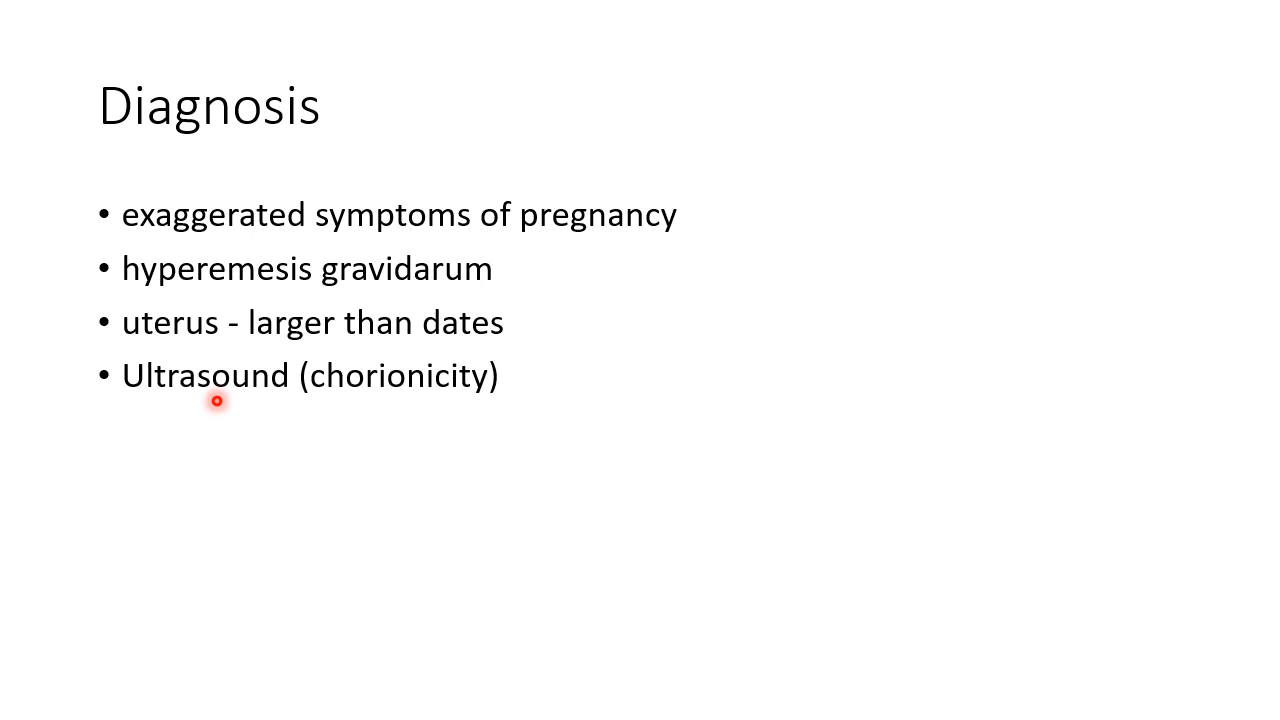 Diagnosis
• exaggerated symptoms of pregnancy
• hyperemesis gravidarum
• uterus - larger than dates
• Ultrasound (chorionicity)